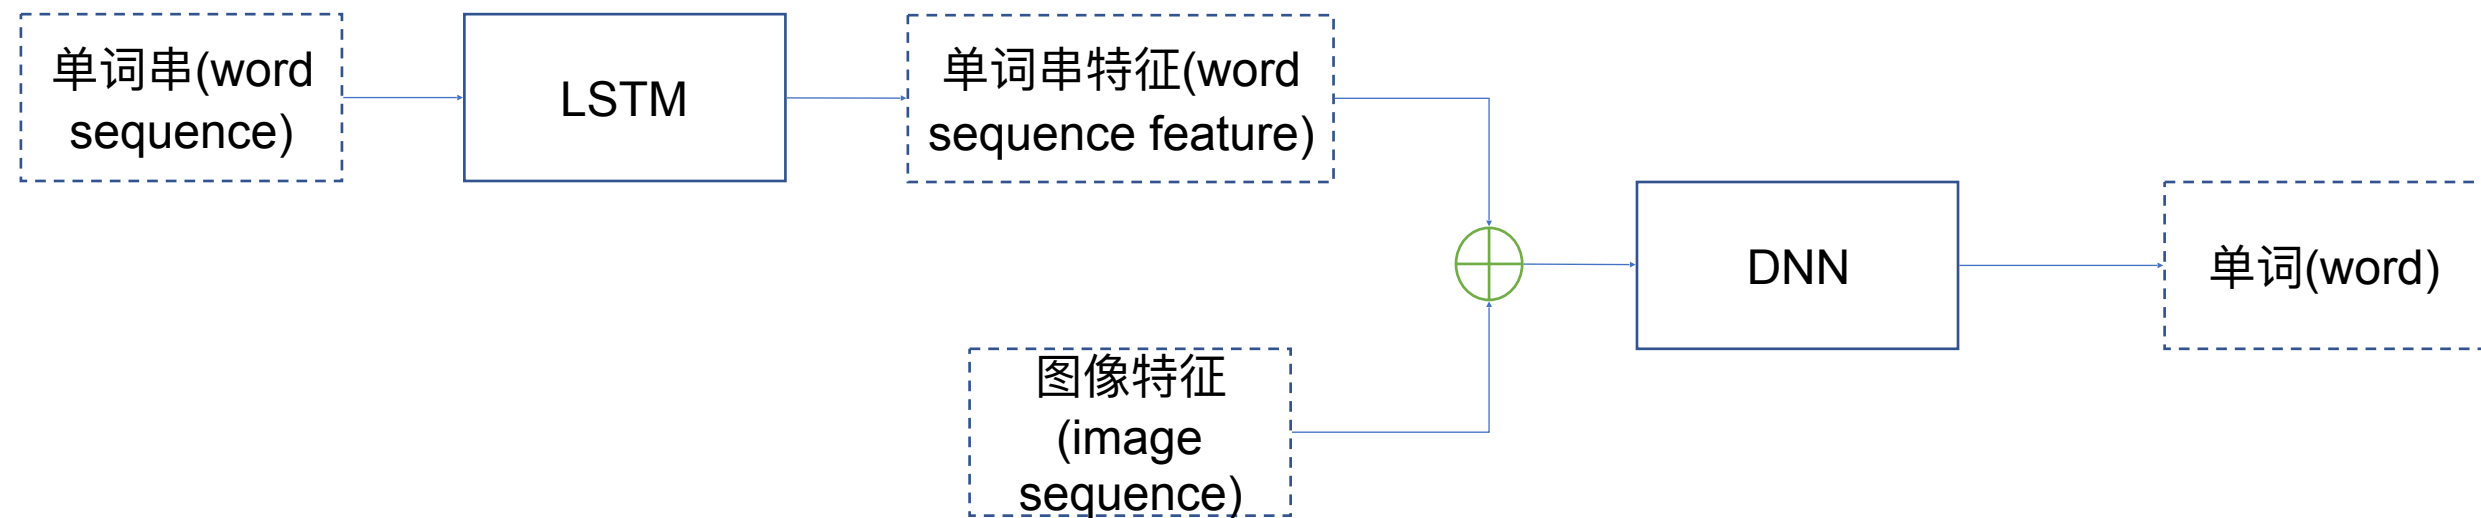 单词串(word
sequence)
LSTM
单词串特征(word
sequence feature)
DNN
单词(word)
图像特征
(image
sequence)